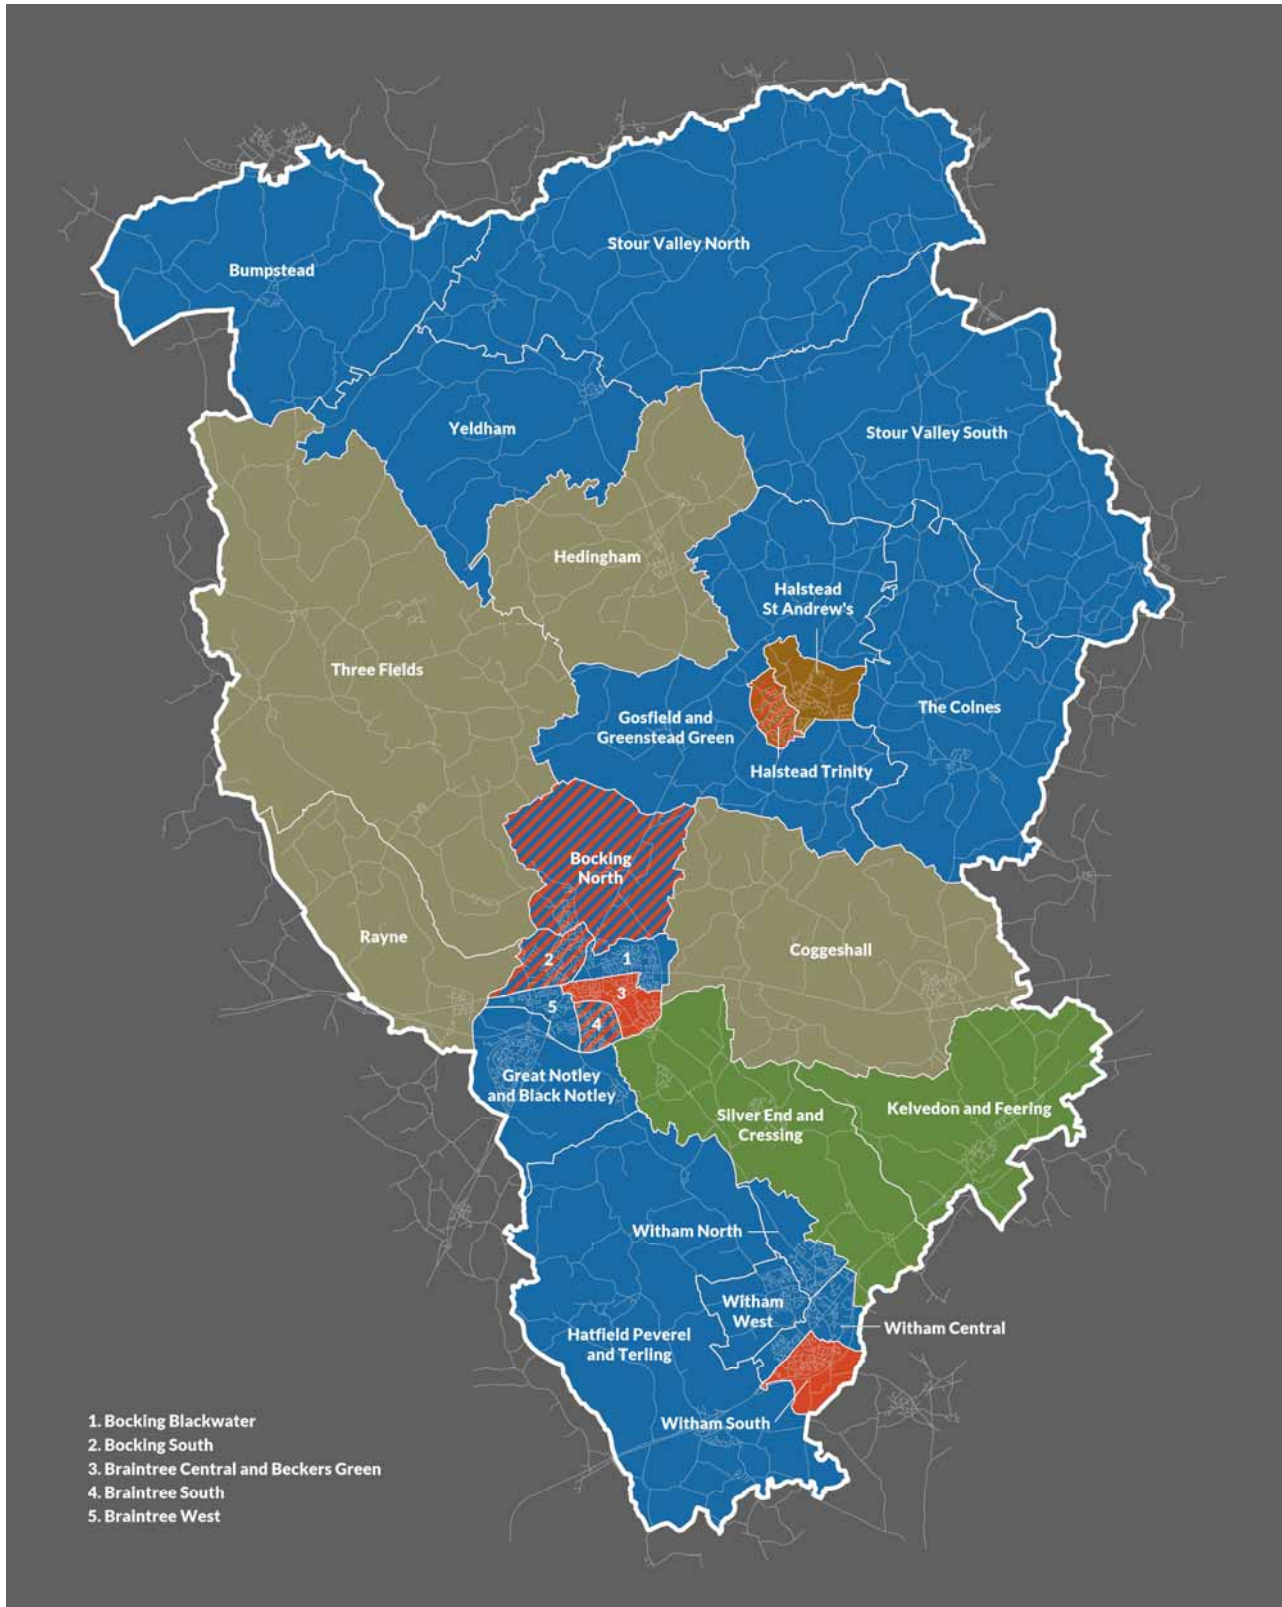 Stour Valley North
Bumpstead
Yeldham
Stour Valley South
Hedingham
Halstead
St Andrew's
Three Fields
The Colnes
Gosfield and
Greenstead Green
Halstead Trinity
Bocking
North
Rayne
Coggeshall
1
2
3
4
5
Great Notley
and Black Notley
Silver End and
Cressing
Kelvedon and Feering
Witham North
Witham
West
Witham Central
Hatfield Peverel
and Terling
Witham South
1. Bocking Blackwater
2. Bocking South
3. Braintree Central and Beckers Green
4. Braintree South
5. Braintree West